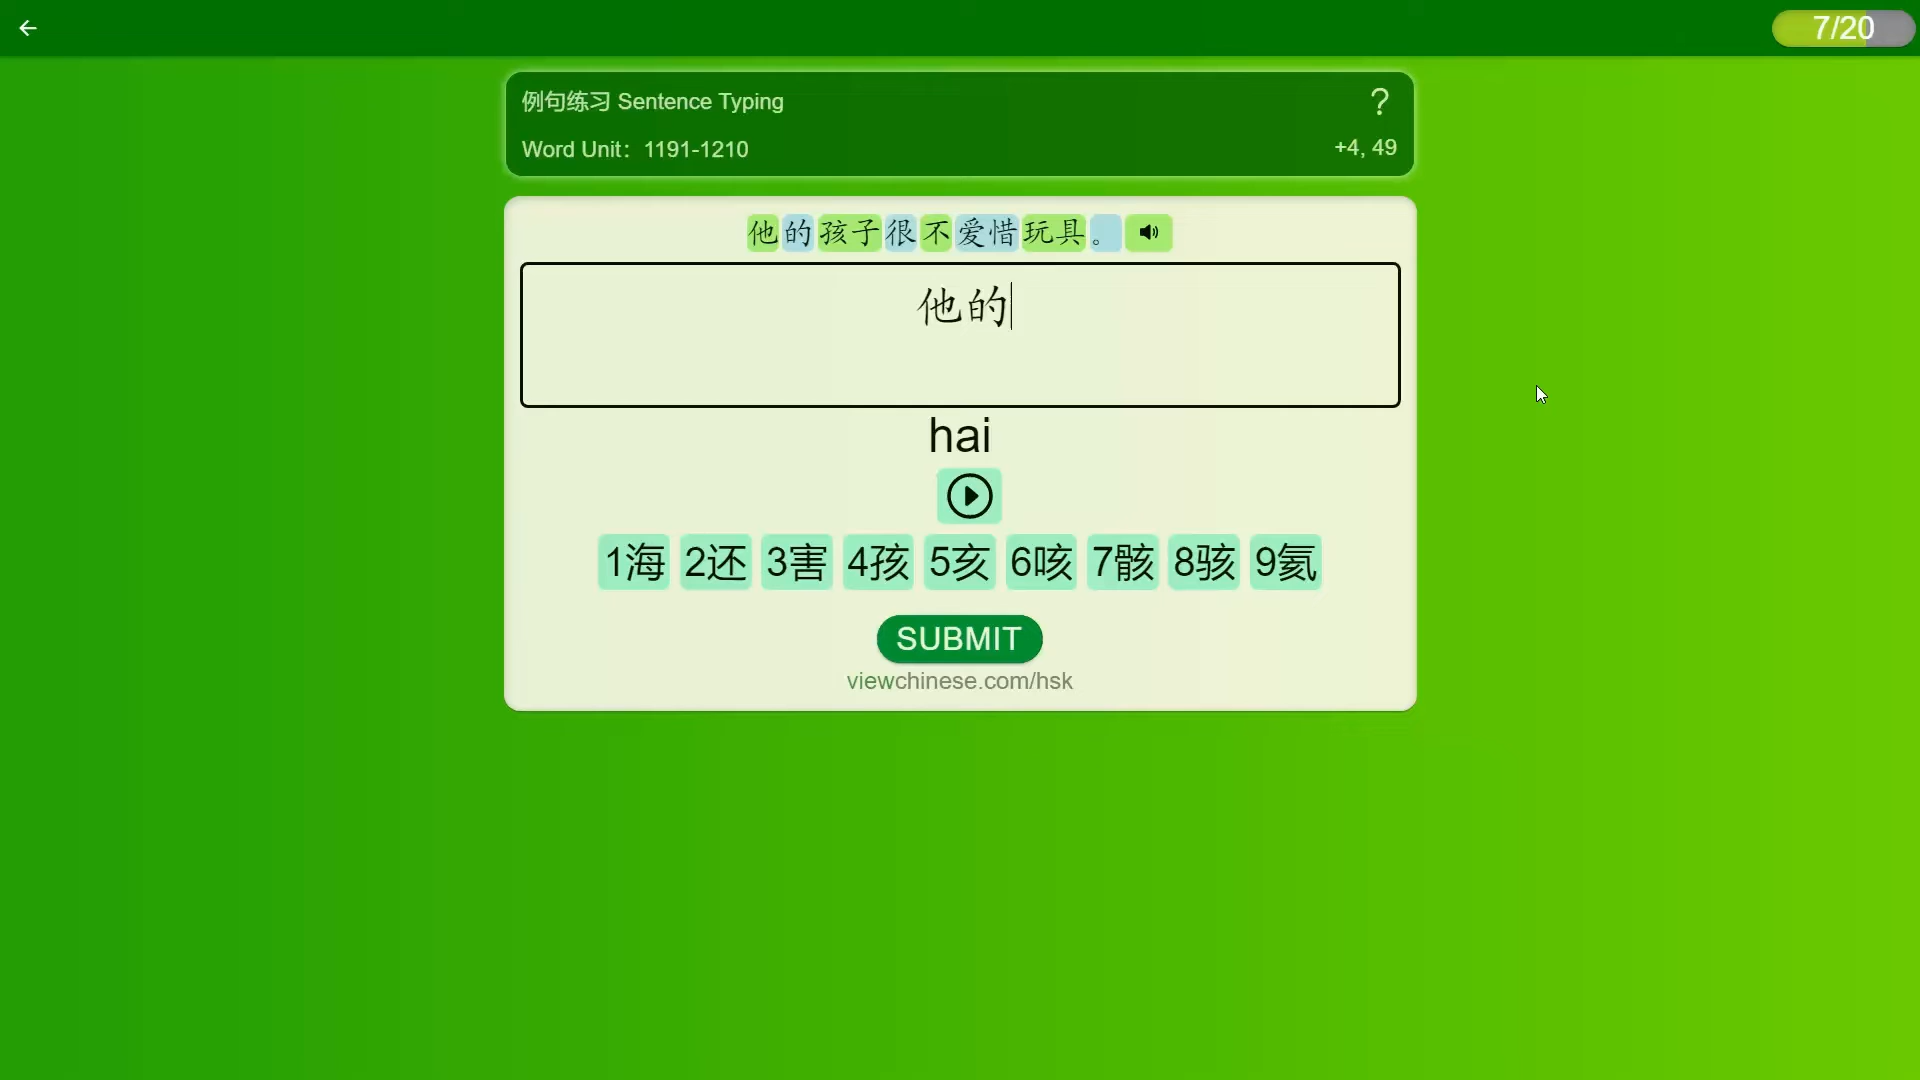 7/20
例句练习 Sentence Typing
?
Word Unit：1191-1210
+4, 49
他的孩子很不爱惜玩具。
他的
hai
1海 2还 3害 4孩 5亥 6咳 7骸 8骇 9氦
SUBMIT
viewchinese.com/hsk